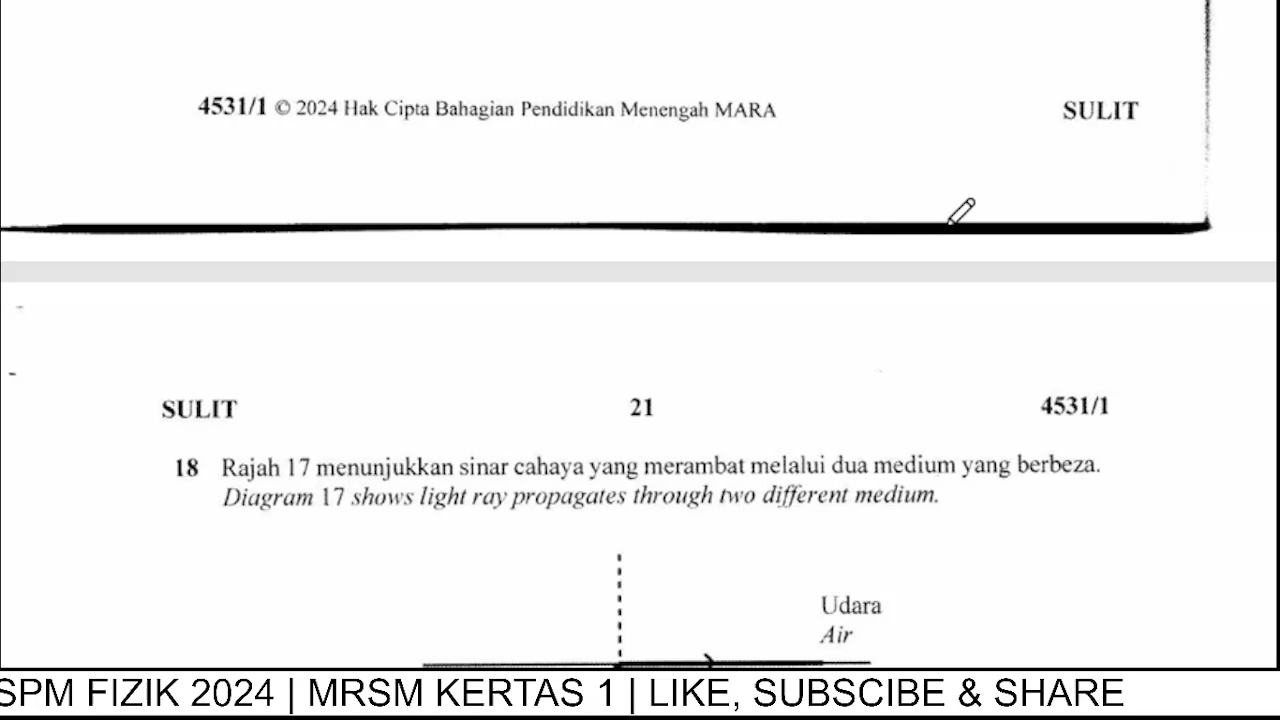 4531/1 © 2024 Hak Cipta Bahagian Pendidikan Menengah MARA SULIT
SULIT 21 4531/1
18 Rajah 17 menunjukkan sinar cahaya yang merambat melalui dua medium yang berbeza.
Diagram 17 shows light ray propagates through two different medium.
Udara
Air
SPM FIZIK 2024 | MRSM KERTAS 1 | LIKE, SUBSCIBE & SHARE